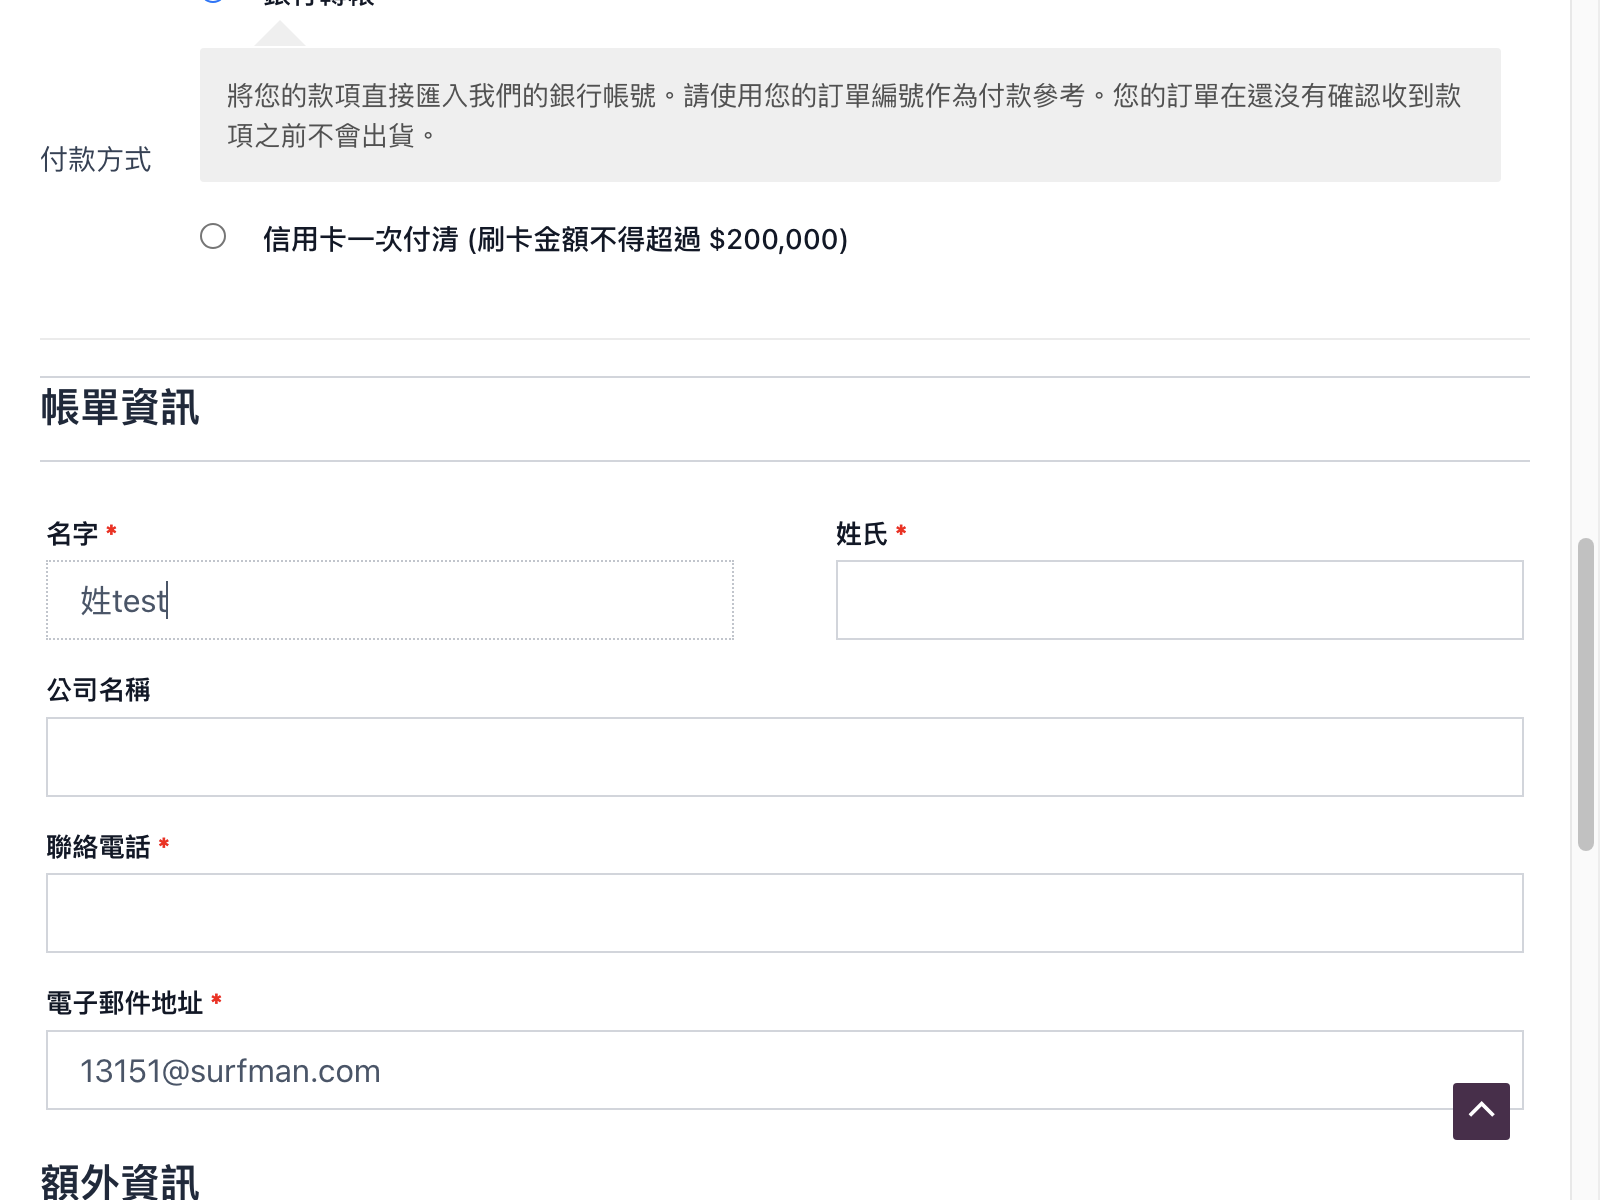 銀行轉帳
將您的款項直接匯入我們的銀行帳號。請使用您的訂單編號作為付款參考。您的訂單在還沒有確認收到款
項之前不會出貨。
付款方式
信用卡一次付清 (刷卡金額不得超過 $200,000)
帳單資訊
名字 *
姓氏 *
姓test
公司名稱
聯絡電話 *
電子郵件地址 *
13151@surfman.com
額外資訊